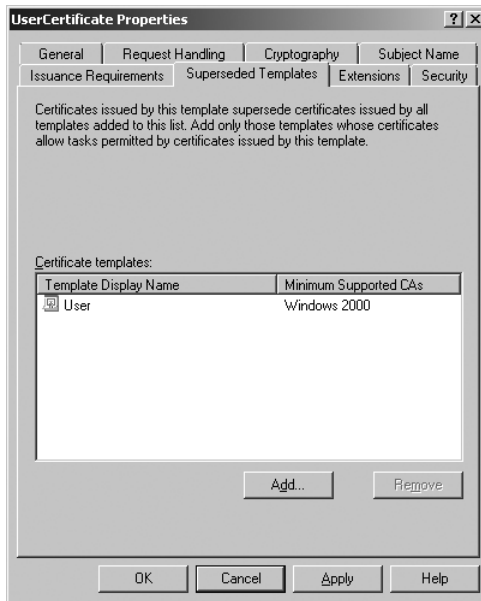 UserCertificate Properties
General Request Handling Cryptography Subject Name
Issuance Requirements Superseded Templates Extensions Security
Certificates issued by this template supersede certificates issued by all
templates added to this list. Add only those templates whose certificates
allow tasks permitted by certificates issued by this template.
Certificate templates:
Template Display Name Minimum Supported CAs
User Windows 2000
Add... Remove
OK Cancel Apply Help